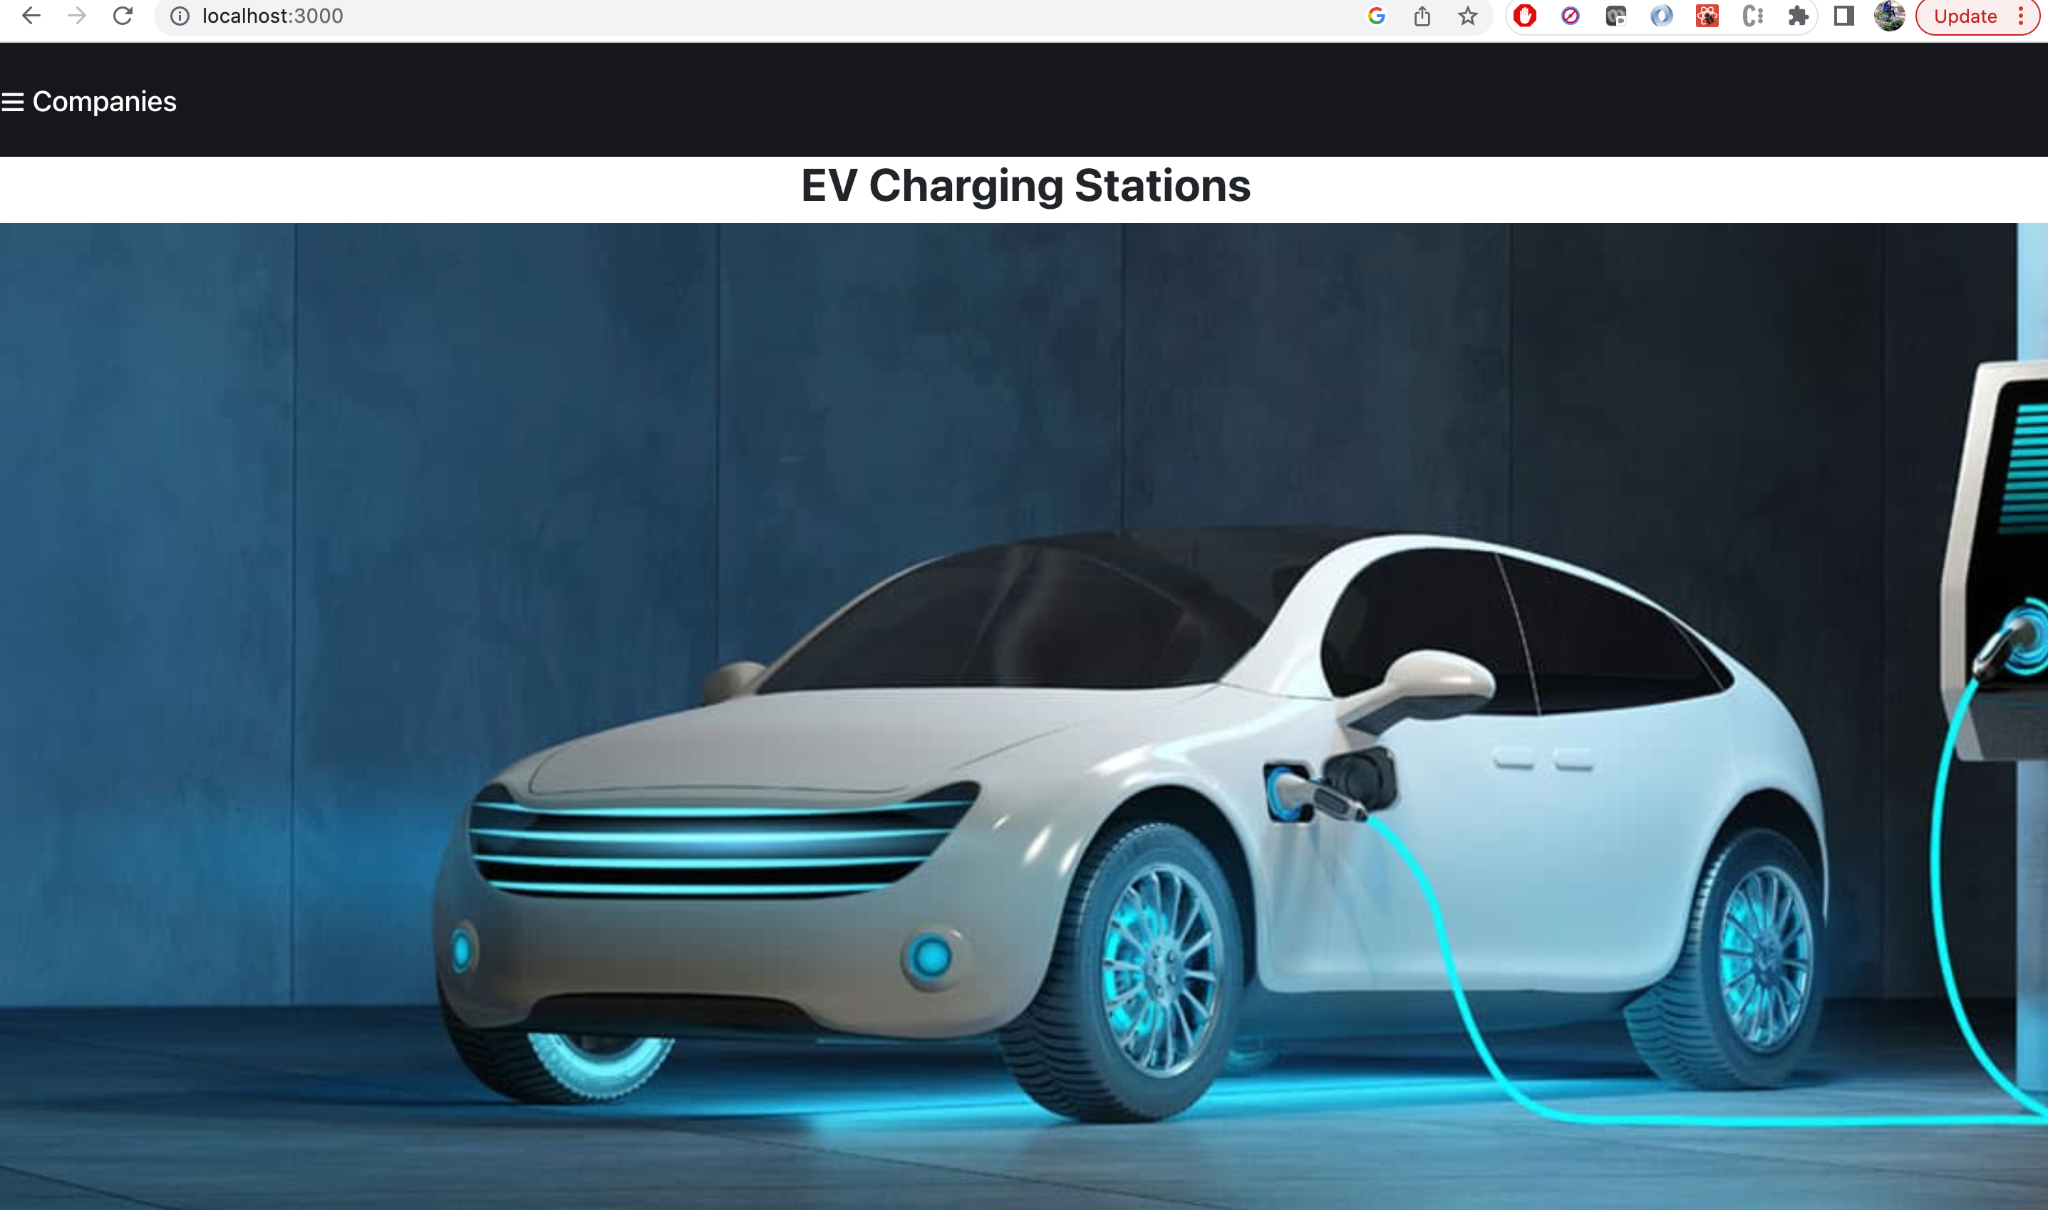 localhost:3000
Update
Companies
EV Charging Stations